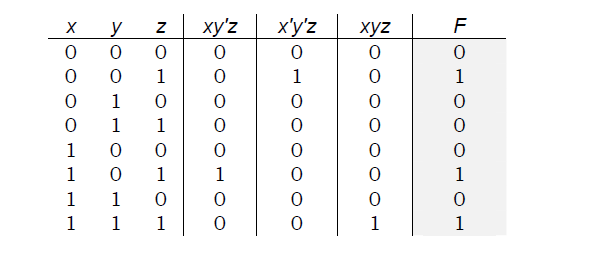 x y z xy'z x'y'z xyz F
0 0 0 0 0 0 0
0 0 1 0 1 0 1
0 1 0 0 0 0 0
0 1 1 0 0 0 0
1 0 0 0 0 0 0
1 0 1 1 0 0 1
1 1 0 0 0 0 0
1 1 1 0 0 1 1